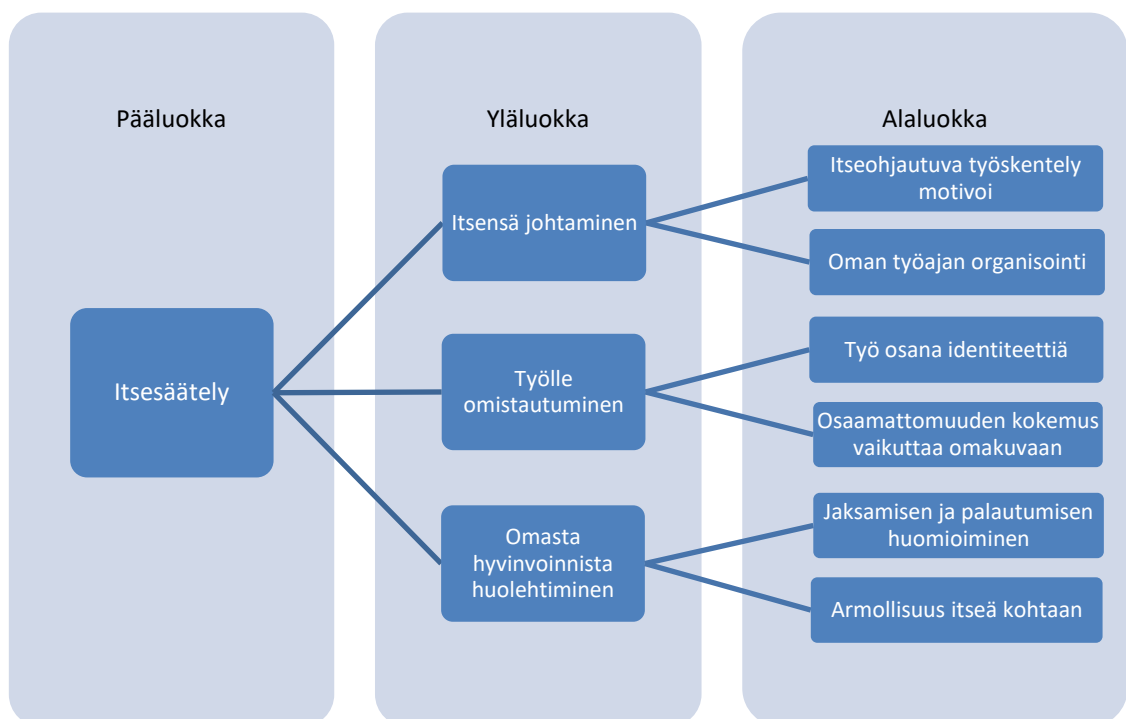 Pääluokka
Yläluokka
Alaluokka
Itsesäätely
Itsensä johtaminen
Työlle
omistautuminen
Omasta
hyvinvoinnista
huolehtiminen
Itseohjautuva työskentely
motivoi
Oman työajan organisointi
Työ osana identiteettiä
Osaamattomuuden kokemus
vaikuttaa omakuvaan
Jaksamisen ja palautumisen
huomioiminen
Armollisuus itseä kohtaan